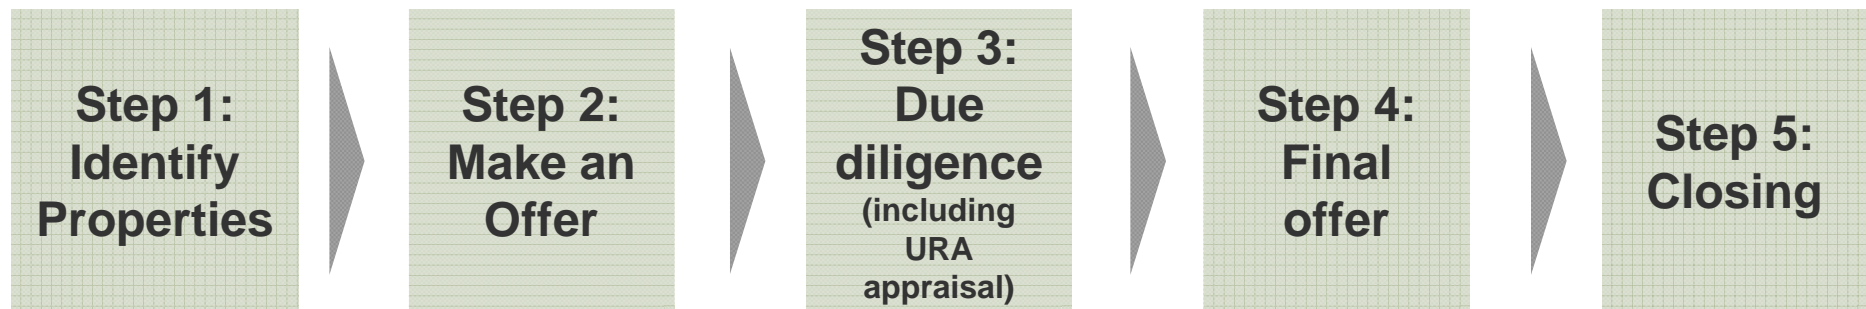 Step 1:
Identify
Properties
Step 2:
Make an
Offer
Step 3:
Due
diligence
(including
URA
appraisal)
Step 4:
Final
offer
Step 5:
Closing